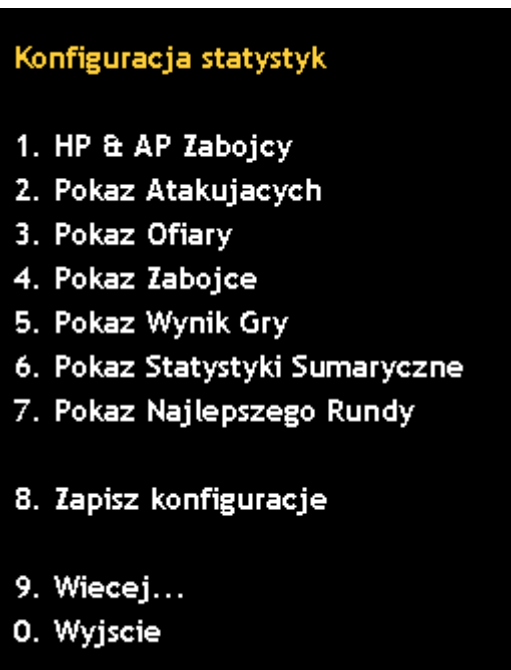 Konfiguracja statystyk
1. HP & AP Zabojcy
2. Pokaz Atakujacych
3. Pokaz Ofiary
4. Pokaz Zabojce
5. Pokaz Wynik Gry
6. Pokaz Statystyki Sumaryczne
7. Pokaz Najlepszego Rundy
8. Zapisz konfiguracje
9. Wiecej...
0. Wyjscie